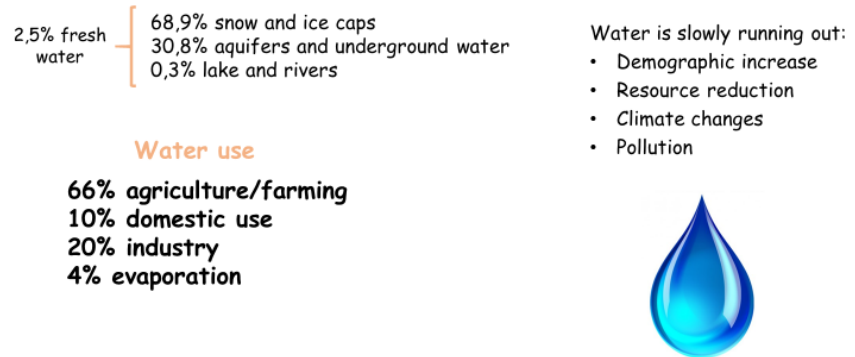 2,5% fresh
water
68,9% snow and ice caps
30,8% aquifers and underground water
0,3% lake and rivers
Water use
66% agriculture/farming
10% domestic use
20% industry
4% evaporation
Water is slowly running out:
• Demographic increase
• Resource reduction
• Climate changes
• Pollution